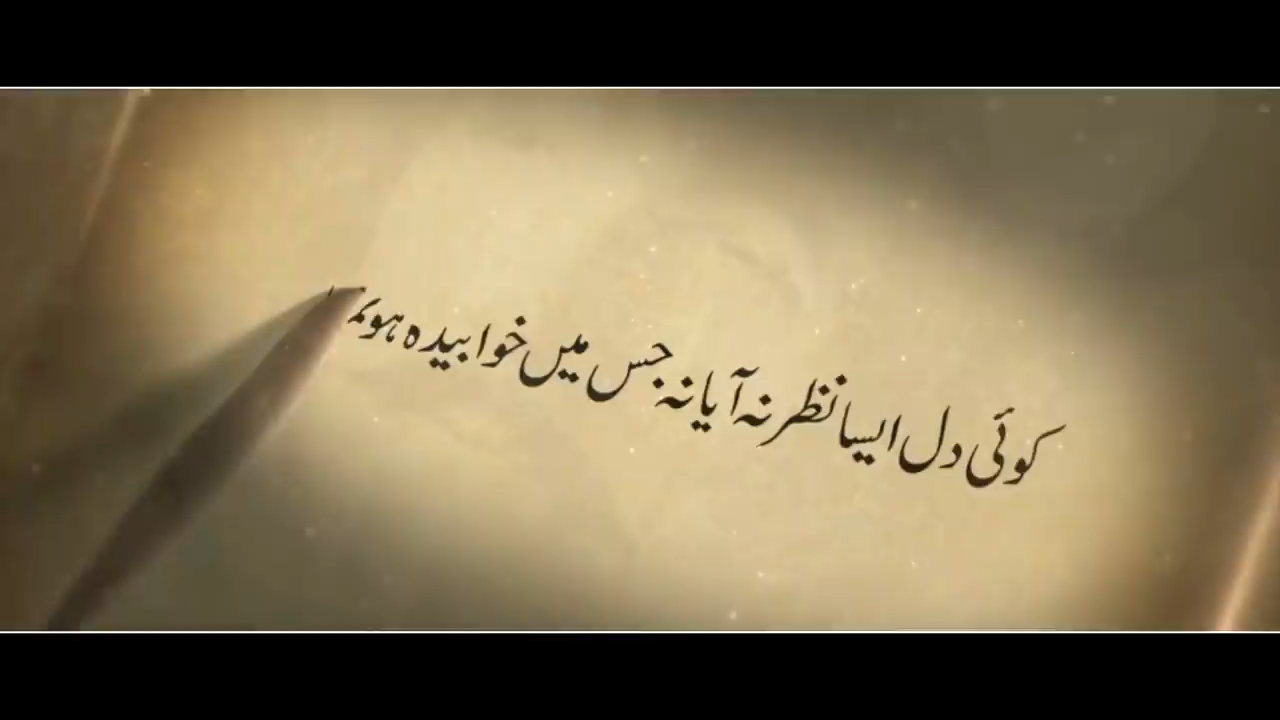 کوئی دل ایسا نظر نہ آیا نہ جس میں خوابیدہ ہو